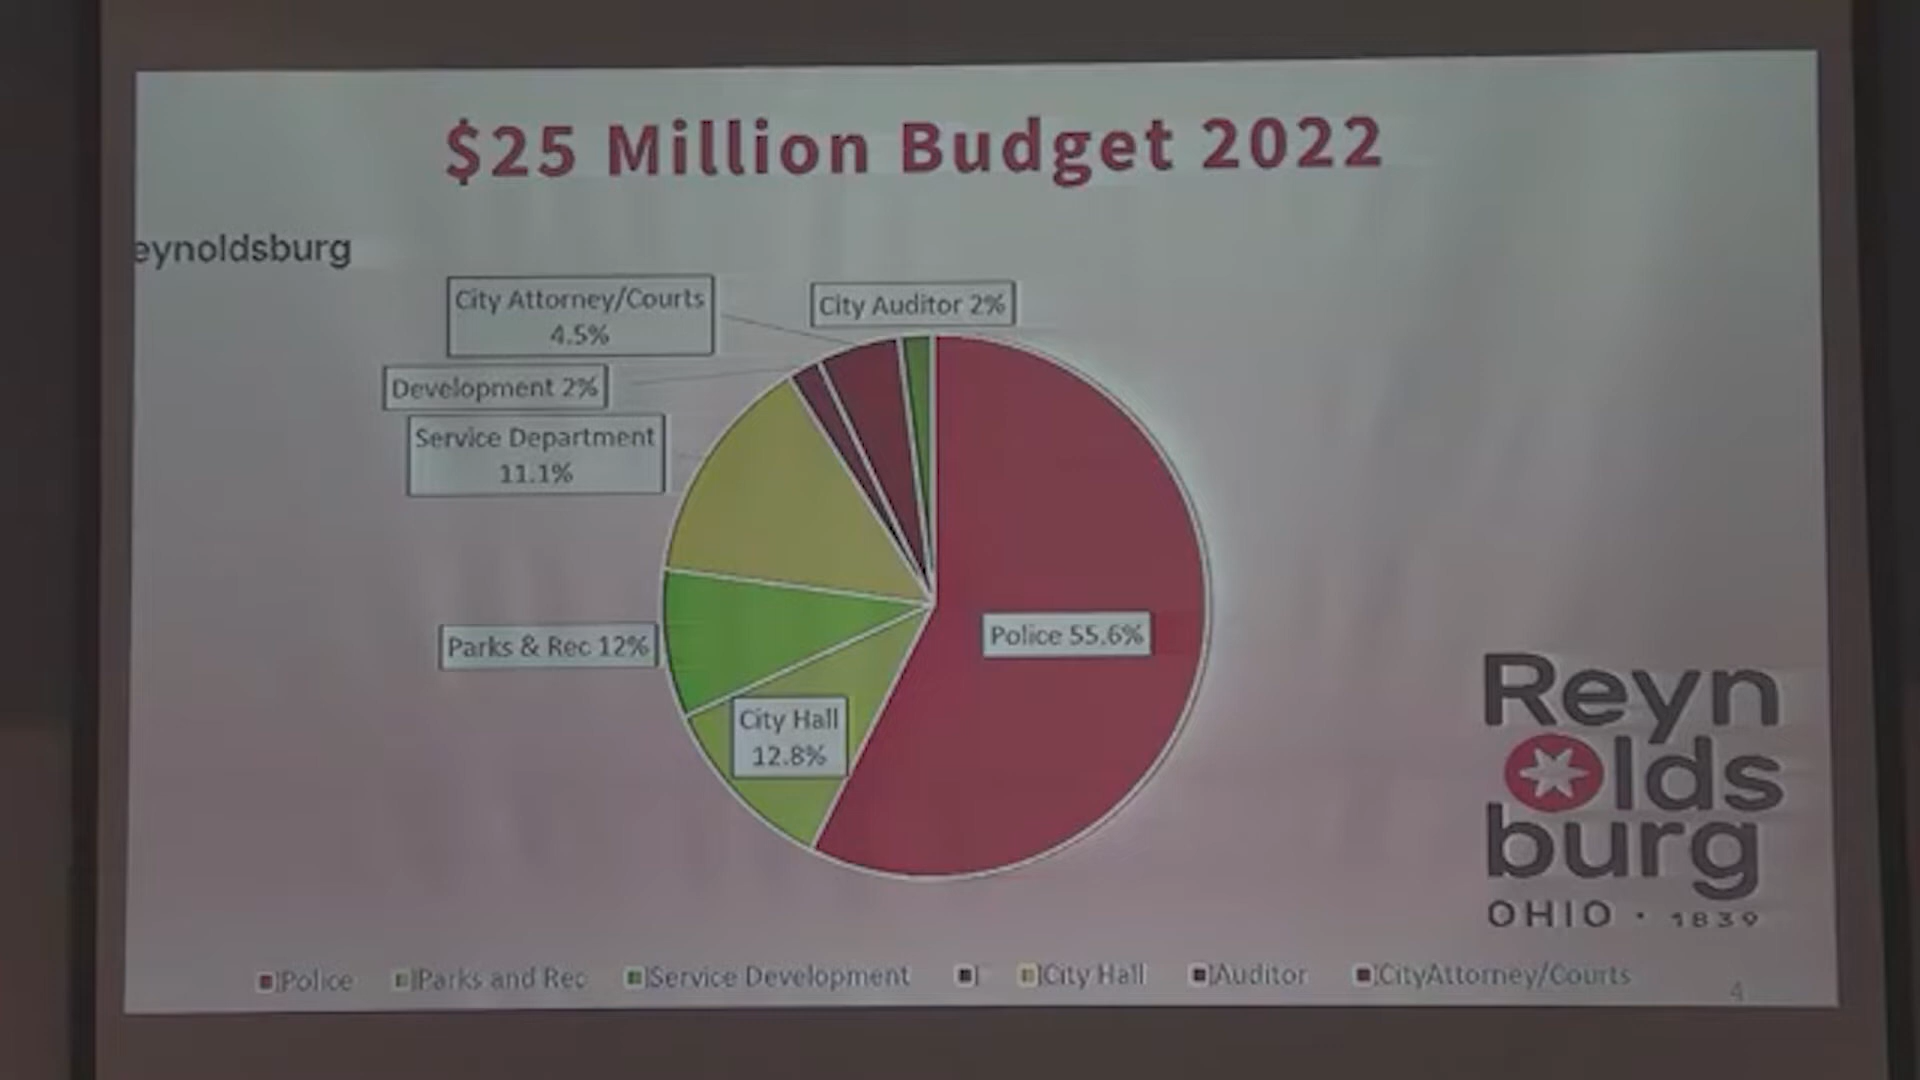 $25 Million Budget 2022
eynoldsburg
City Attorney/Courts
4.5%
City Auditor 2%
Development 2%
Service Department
11.1%
Parks & Rec 12%
Police 55.6%
City Hall
12.8%
Reyn
olds
burg
OHIO · 1839
Police Parks and Rec Service Development City Hall Auditor CityAttorney/Courts
4